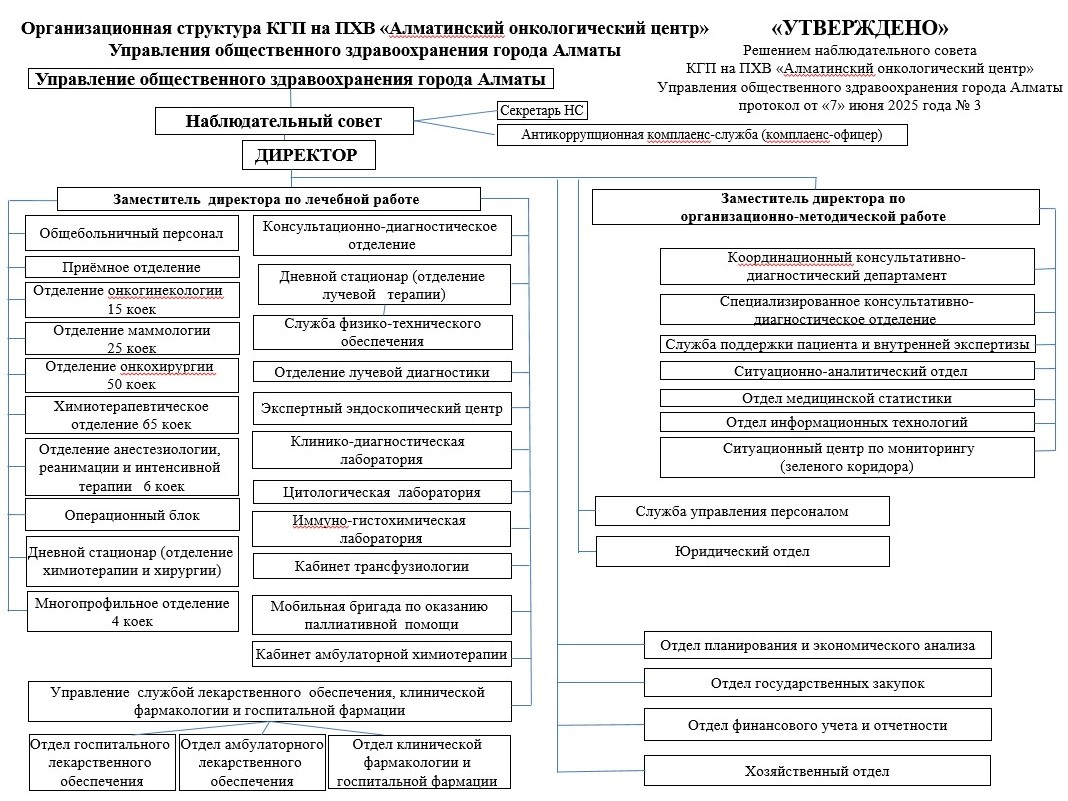 Организационная структура КГП на ПХВ «Алматинский онкологический центр»
Управления общественного здравоохранения города Алматы
«УТВЕРЖДЕНО»
Решением наблюдательного совета
КГП на ПХВ «Алматинский онкологический центр»
Управления общественного здравоохранения города Алматы
протокол от «7» июня 2025 года № 3
Управление общественного здравоохранения города Алматы
Наблюдательный совет
Секретарь НС
Антикоррупционная комплаенс-служба (комплаенс-офицер)
ДИРЕКТОР
Заместитель директора по лечебной работе
Общебольничный персонал
Приёмное отделение
Отделение онкогинекологии
15 коек
Отделение маммологии
25 коек
Отделение онкохирургии
50 коек
Химиотерапевтическое
отделение 65 коек
Отделение анестезиологии,
реанимации и интенсивной
терапии 6 коек
Операционный блок
Дневной стационар (отделение
химиотерапии и хирургии)
Многопрофильное отделение
4 коек
Консультационно-диагностическое
отделение
Дневной стационар (отделение
лучевой терапии)
Служба физико-технического
обеспечения
Отделение лучевой диагностики
Экспертный эндоскопический центр
Клинико-диагностическая
лаборатория
Цитологическая лаборатория
Иммуно-гистохимическая
лаборатория
Кабинет трансфузиологии
Мобильная бригада по оказанию
паллиативной помощи
Кабинет амбулаторной химиотерапии
Управление службой лекарственного обеспечения, клинической
фармакологии и госпитальной фармации
Отдел госпитального
лекарственного
обеспечения
Отдел амбулаторного
лекарственного
обеспечения
Отдел клинической
фармакологии и
госпитальной фармации
Заместитель директора по
организационно-методической работе
Координационный консультативно-
диагностический департамент
Специализированное консультативно-
диагностическое отделение
Служба поддержки пациента и внутренней экспертизы
Ситуационно-аналитический отдел
Отдел медицинской статистики
Отдел информационных технологий
Ситуационный центр по мониторингу
(зеленого коридора)
Служба управления персоналом
Юридический отдел
Отдел планирования и экономического анализа
Отдел государственных закупок
Отдел финансового учета и отчетности
Хозяйственный отдел